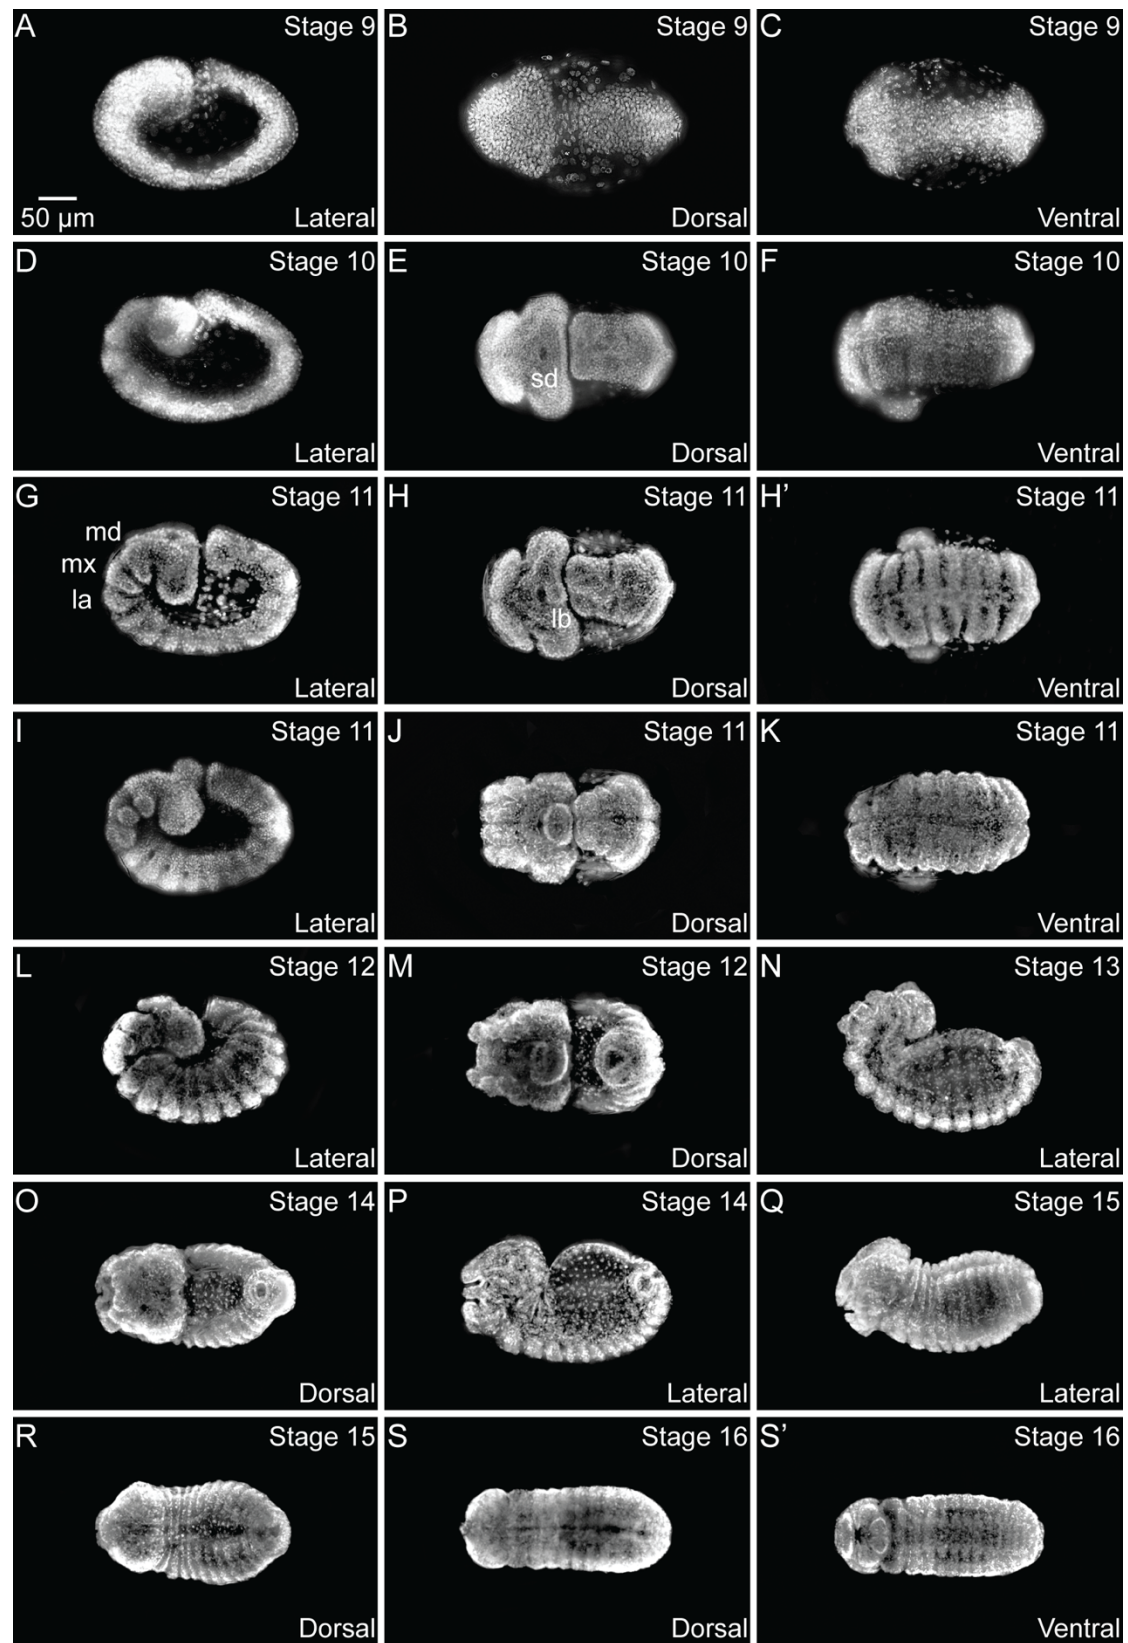 A Stage 9
50 µm
Lateral
B Stage 9
Dorsal
C Stage 9
Ventral
D Stage 10
Lateral
E Stage 10
sd
Dorsal
F Stage 10
Ventral
G Stage 11
md
mx
la
Lateral
H Stage 11
lb
Dorsal
H’ Stage 11
Ventral
I Stage 11
Lateral
J Stage 11
Dorsal
K Stage 11
Ventral
L Stage 12
Lateral
M Stage 12
Dorsal
N Stage 13
Lateral
O Stage 14
Dorsal
P Stage 14
Lateral
Q Stage 15
Lateral
R Stage 15
Dorsal
S Stage 16
Dorsal
S’ Stage 16
Ventral